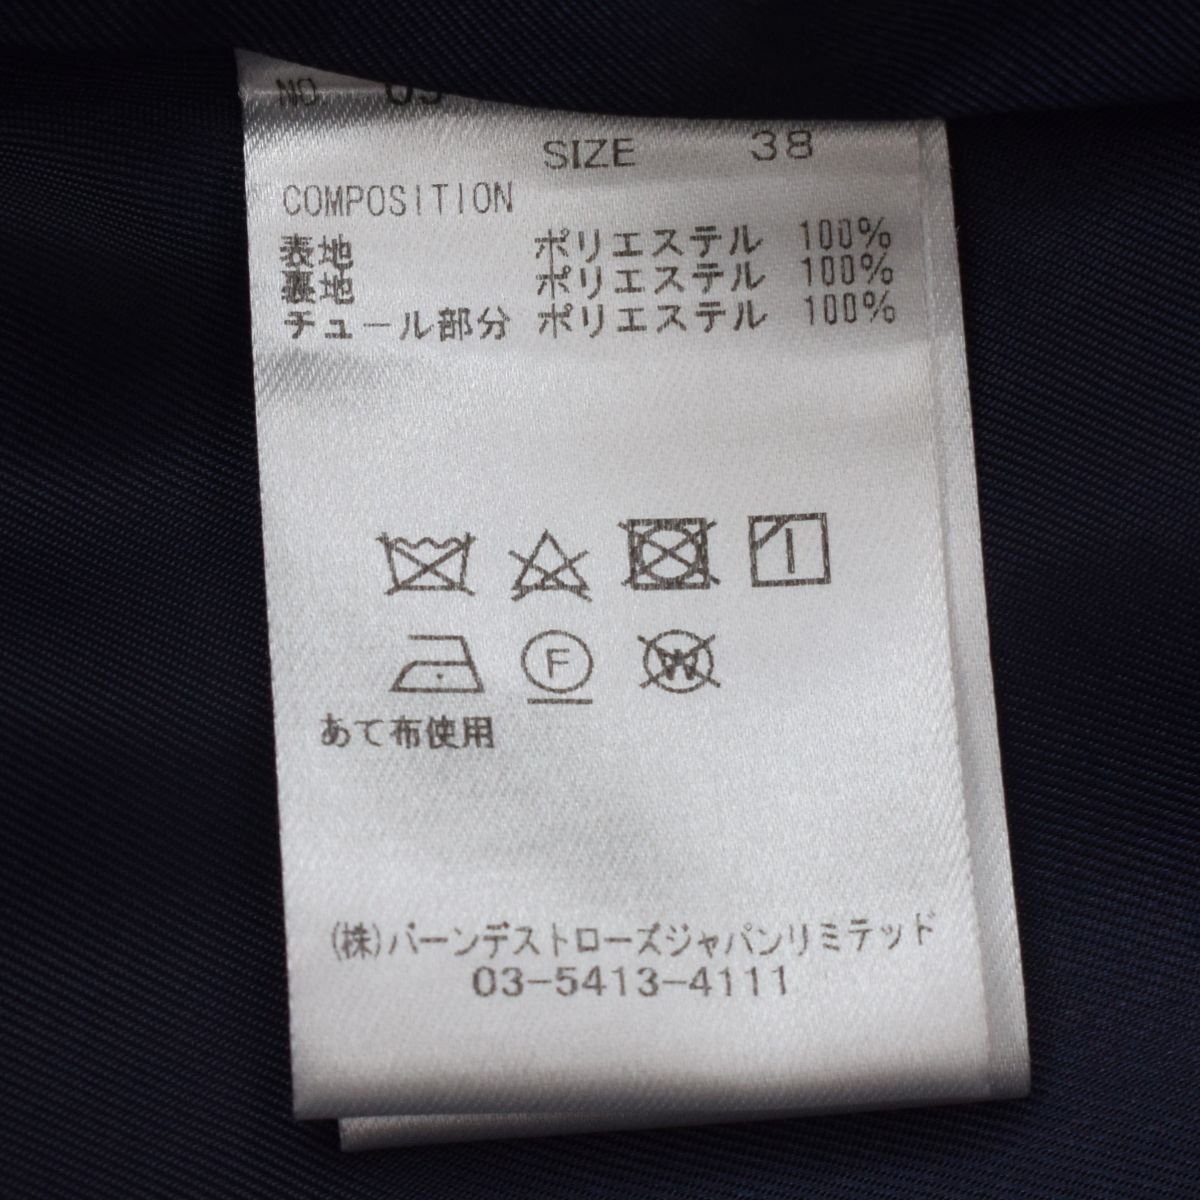 NO
SIZE 38
COMPOSITION
表地 ポリエステル 100%
裏地 ポリエステル 100%
チュール部分 ポリエステル 100%
F W
あて布使用
(株)バーンデストローズジャパンリミテッド
03-5413-4111